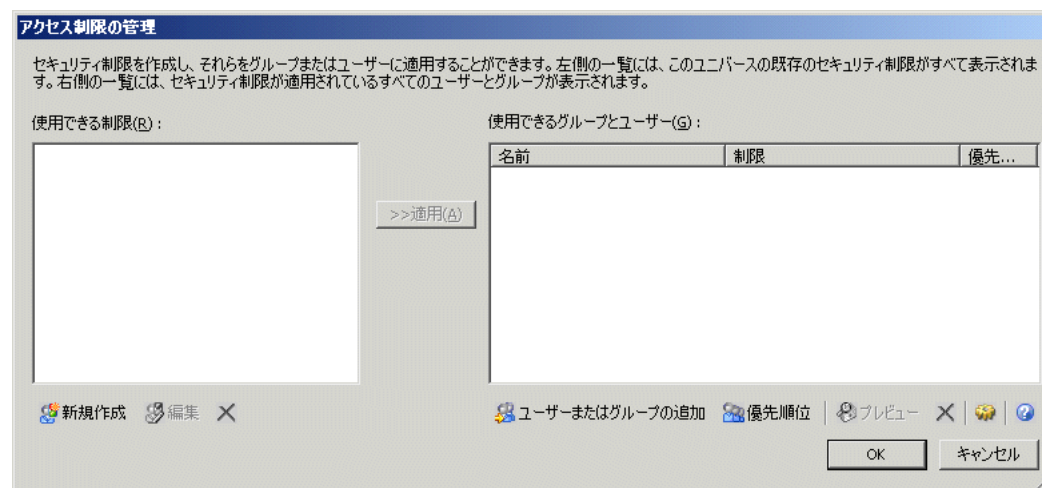 アクセス制限の管理
セキュリティ制限を作成し、それらをグループまたはユーザーに適用することができます。左側の一覧には、このユニバースの既存のセキュリティ制限がすべて表示されま
す。右側の一覧には、セキュリティ制限が適用されているすべてのユーザーとグループが表示されます。
使用できる制限(R):
使用できるグループとユーザー(G):
名前 制限 優先...
>>適用(A)
新規作成 編集
ユーザーまたはグループの追加 優先順位 プレビュー
OK キャンセル